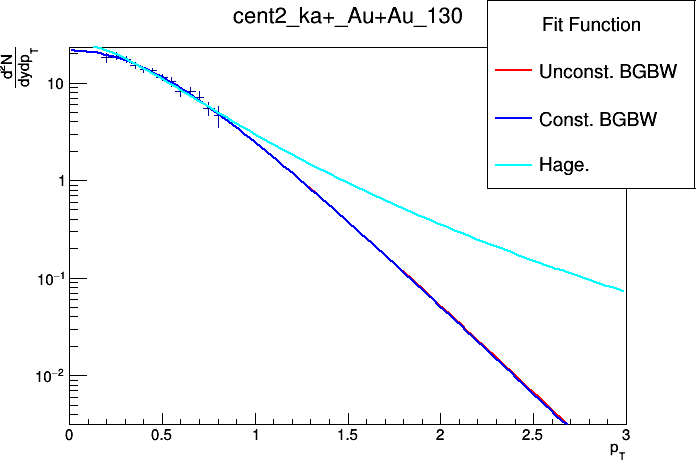 cent2_ka+_Au+Au_130
Fit Function
Unconst. BGBW
Const. BGBW
Hage.
d²N
dydp_T
10
1
10⁻¹
10⁻²
0 0.5 1 1.5 2 2.5 3
p_T